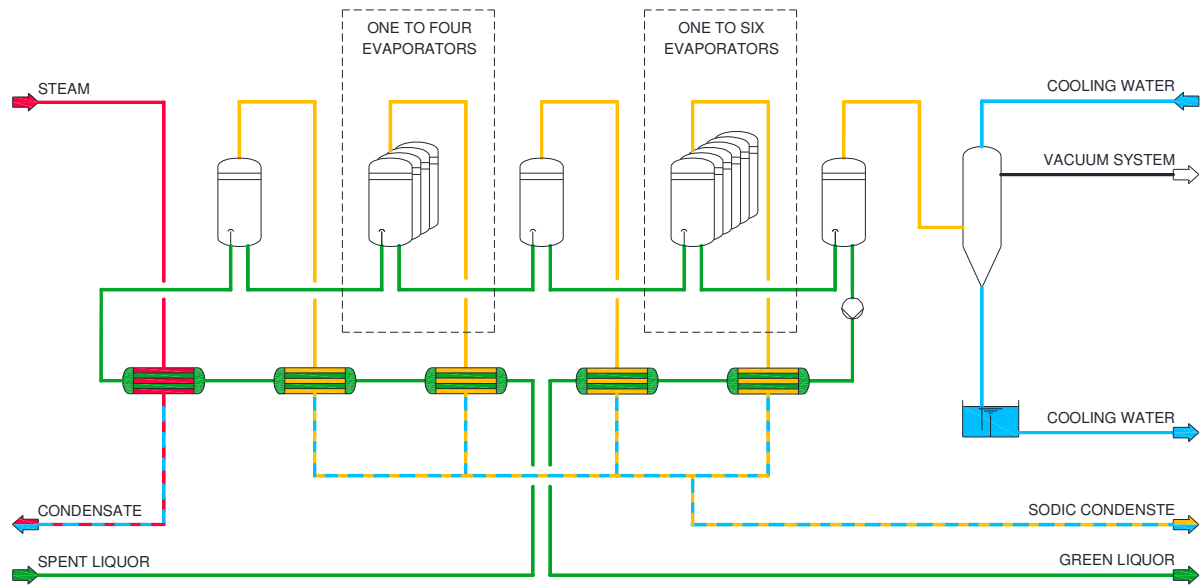 ONE TO FOUR
EVAPORATORS
ONE TO SIX
EVAPORATORS
STEAM
COOLING WATER
VACUUM SYSTEM
COOLING WATER
CONDENSATE
SODIC CONDENSTE
SPENT LIQUOR
GREEN LIQUOR